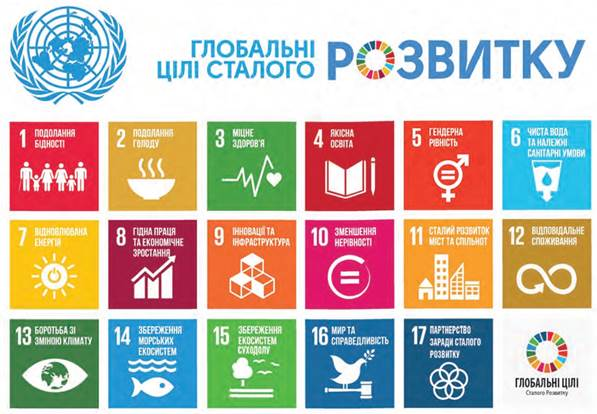 ГЛОБАЛЬНІ
ЦІЛІ СТАЛОГО
РОЗВИТКУ
1 ПОДОЛАННЯ
БІДНОСТІ
2 ПОДОЛАННЯ
ГОЛОДУ
3 МІЦНЕ
ЗДОРОВ'Я
4 ЯКІСНА
ОСВІТА
5 ГЕНДЕРНА
РІВНІСТЬ
6 ЧИСТА ВОДА
ТА НАЛЕЖНІ
САНІТАРНІ УМОВИ
7 ВІДНОВЛЮВАНА
ЕНЕРГІЯ
8 ГІДНА ПРАЦЯ
ТА ЕКОНОМІЧНЕ
ЗРОСТАННЯ
9 ІННОВАЦІЇ ТА
ІНФРАСТРУКТУРА
10 ЗМЕНШЕННЯ
НЕРІВНОСТІ
11 СТАЛИЙ РОЗВИТОК
МІСТ ТА СПІЛЬНОТ
12 ВІДПОВІДАЛЬНЕ
СПОЖИВАННЯ
13 БОРОТЬБА ЗІ
ЗМІНОЮ КЛІМАТУ
14 ЗБЕРЕЖЕННЯ
МОРСЬКИХ
ЕКОСИСТЕМ
15 ЗБЕРЕЖЕННЯ
ЕКОСИСТЕМ
СУХОДОЛУ
16 МИР ТА
СПРАВЕДЛИВІСТЬ
17 ПАРТНЕРСТВО
ЗАРАДИ СТАЛОГО
РОЗВИТКУ
ГЛОБАЛЬНІ ЦІЛІ
Сталого Розвитку